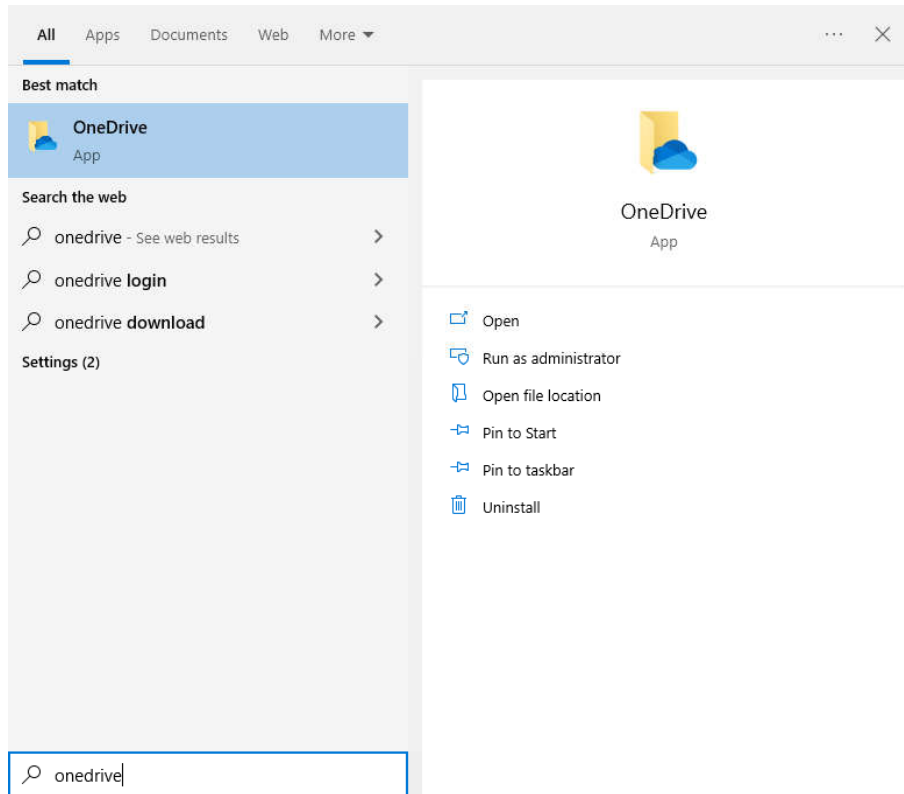 All Apps Documents Web More
Best match
OneDrive
App
Search the web
onedrive - See web results
onedrive login
onedrive download
Settings (2)
onedrive
OneDrive
App
Open
Run as administrator
Open file location
Pin to Start
Pin to taskbar
Uninstall